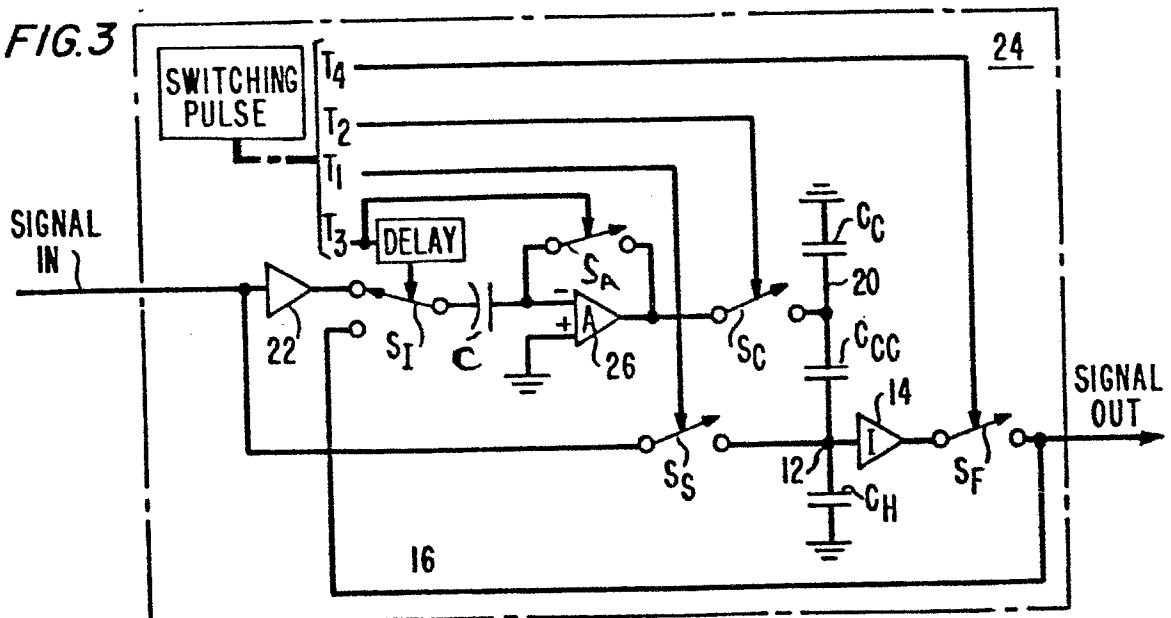 FIG.3
24
SWITCHING
PULSE
T4
T2
T1
T3
DELAY
SIGNAL
IN
22
SI
C
SA
-
+
A
26
SC
CC
20
CCC
14
I
12
SS
SF
CH
SIGNAL
OUT
16